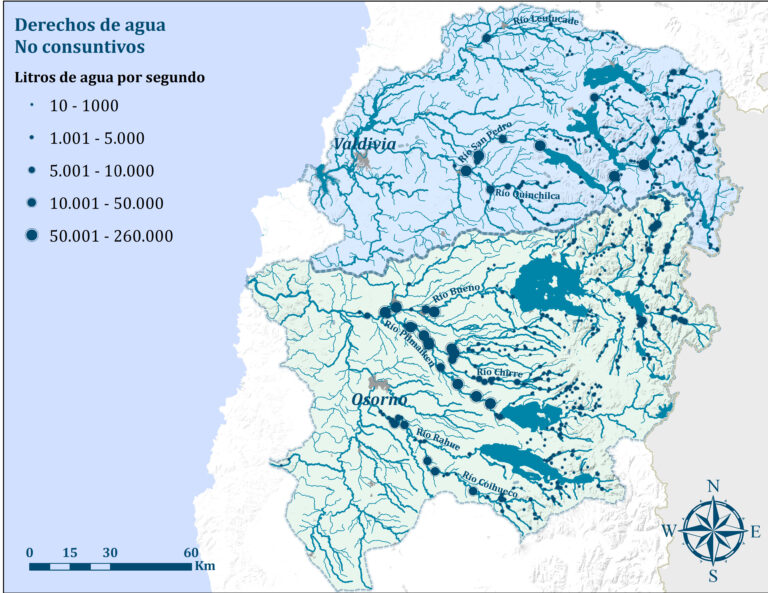 Derechos de agua
No consuntivos
Litros de agua por segundo
10 - 1000
1.001 - 5.000
5.001 - 10.000
10.001 - 50.000
50.001 - 260.000
Río Leufucade
Valdivia
Río San Pedro
Río Quinchilca
Río Bueno
Río Pilmaiken
Río Chirre
Osorno
Río Rahue
Río Coihueco
N
W
E
S
0 15 30 60
Km